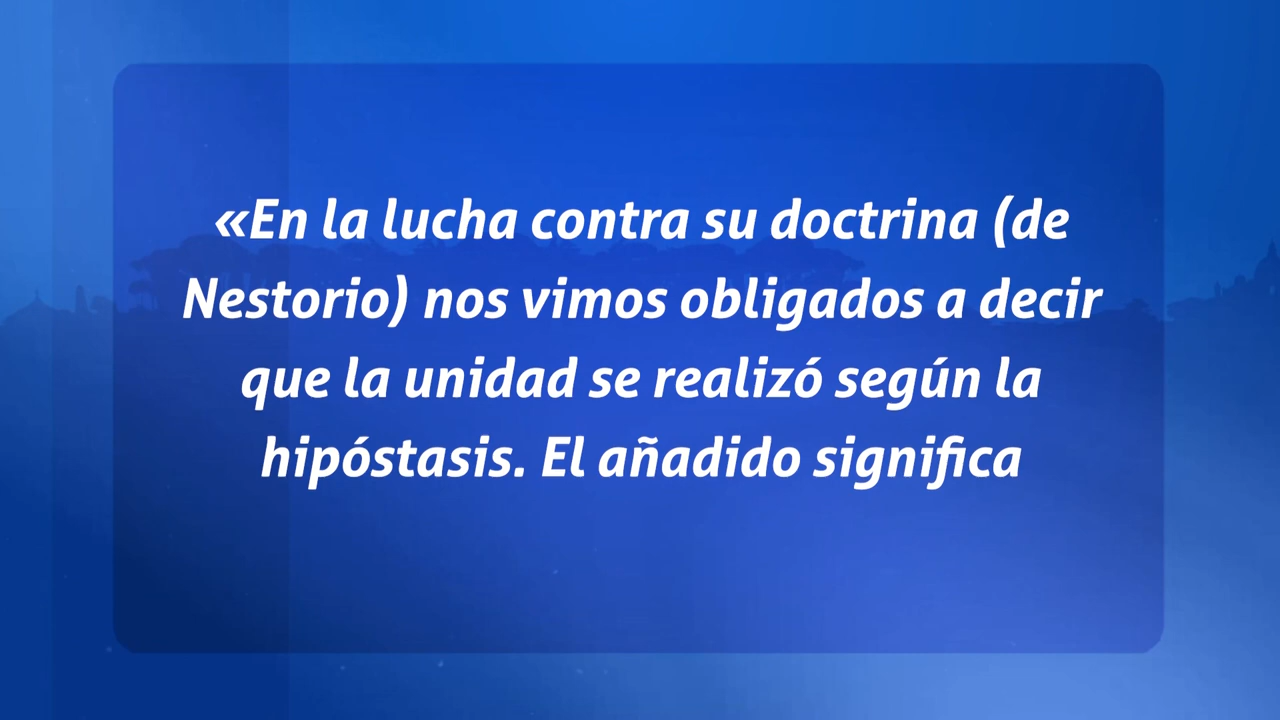 «En la lucha contra su doctrina (de
Nestorio) nos vimos obligados a decir
que la unidad se realizó según la
hipóstasis. El añadido significa